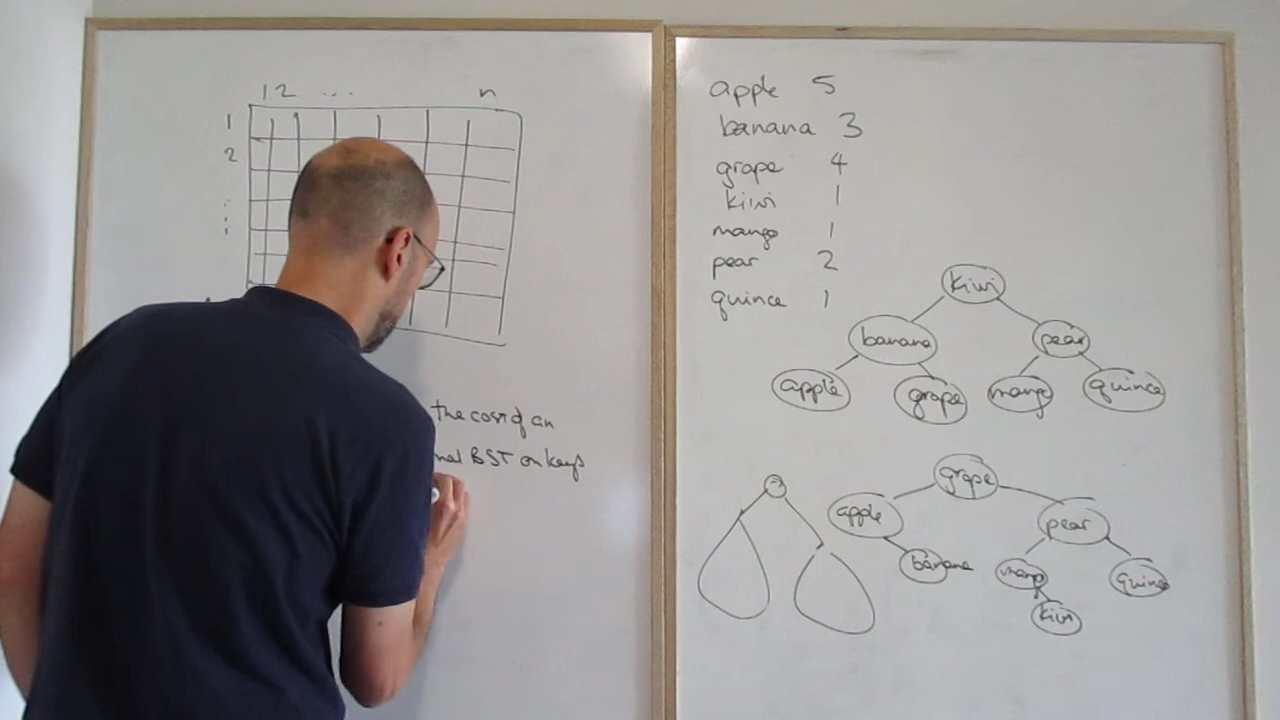 1 2 ... n
1
2
⋮
the cost of an
BST on keys
apple 5
banana 3
grape 4
kiwi 1
mango 1
pear 2
quince 1
kiwi
banana pear
apple grape mango quince
grape
apple pear
banana mango quince
kiwi